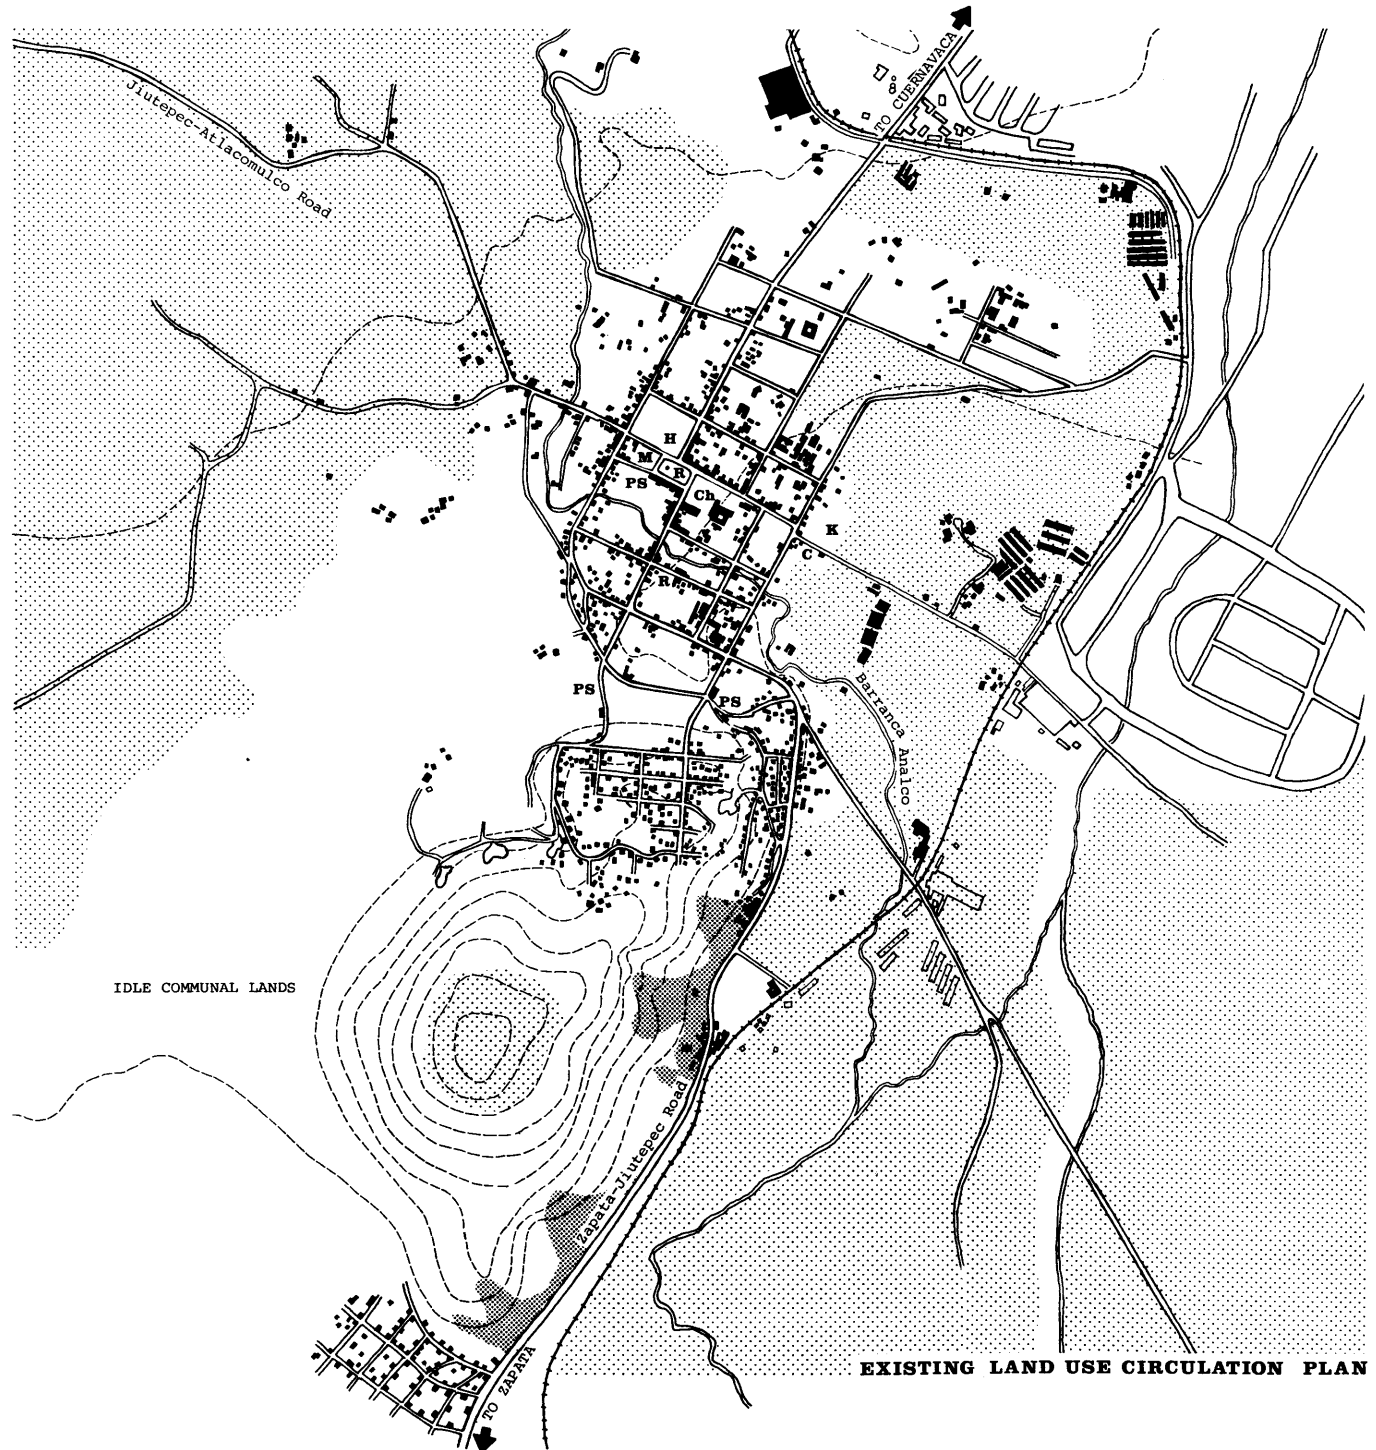 TO CUERNAVACA
Jiutepec-Atlacomulco Road
H
M
R
PS
Ch
K
C
R
PS
PS
Barranca Analco
IDLE COMMUNAL LANDS
Zapata-Jiutepec Road
TO ZAPATA
EXISTING LAND USE CIRCULATION PLAN